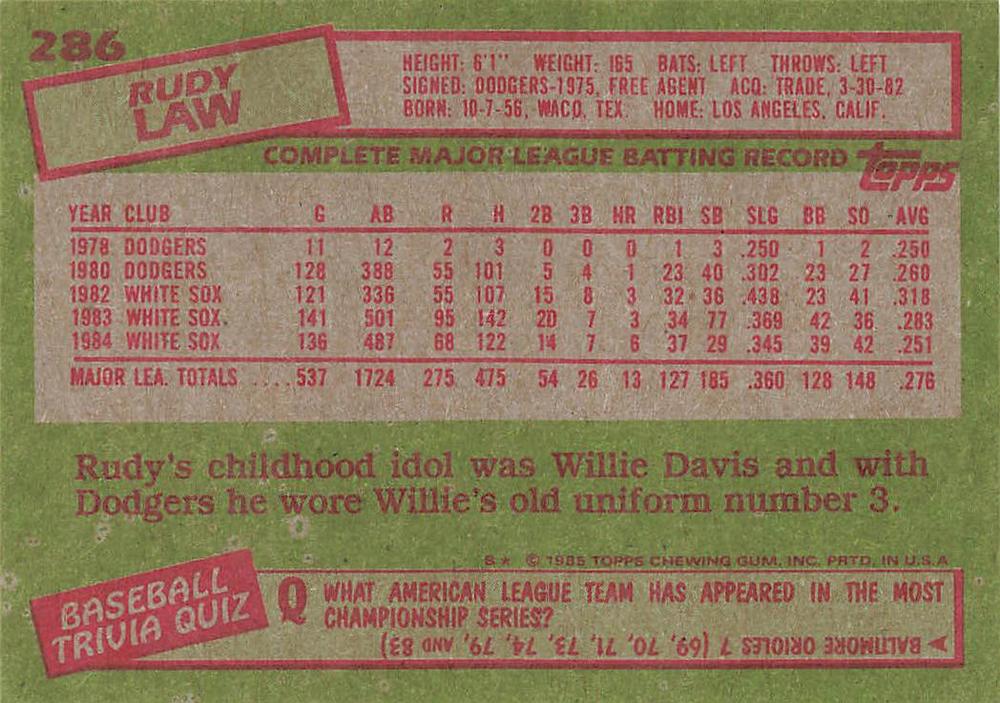 286
RUDY
LAW
HEIGHT: 6'1" WEIGHT: 165 BATS: LEFT THROWS: LEFT
SIGNED: DODGERS-1975, FREE AGENT ACQ: TRADE, 3-30-82
BORN: 10-7-56, WACO, TEX. HOME: LOS ANGELES, CALIF.
COMPLETE MAJOR LEAGUE BATTING RECORD
topps
YEAR CLUB G AB R H 2B 3B HR RBI SB SLG BB SO AVG
1978 DODGERS 11 12 2 3 0 0 0 1 3 .250 1 2 .250
1980 DODGERS 128 388 55 101 5 4 1 23 40 .302 23 27 .260
1982 WHITE SOX 121 336 55 107 15 8 3 32 36 .438 23 41 .318
1983 WHITE SOX 141 501 95 142 20 7 3 34 77 .369 42 36 .283
1984 WHITE SOX 136 487 68 122 14 7 6 37 29 .345 39 42 .251
MAJOR LEA. TOTALS ....537 1724 275 475 54 26 13 127 185 .360 128 148 .276
Rudy's childhood idol was Willie Davis and with
Dodgers he wore Willie's old uniform number 3.
B* © 1985 TOPPS CHEWING GUM, INC. PRTD. IN U.S.A
BASEBALL
TRIVIA QUIZ
Q WHAT AMERICAN LEAGUE TEAM HAS APPEARED IN THE MOST
CHAMPIONSHIP SERIES?
BALTIMORE ORIOLES 7 (69, '70, '71, '73, '74, '79, AND 83)